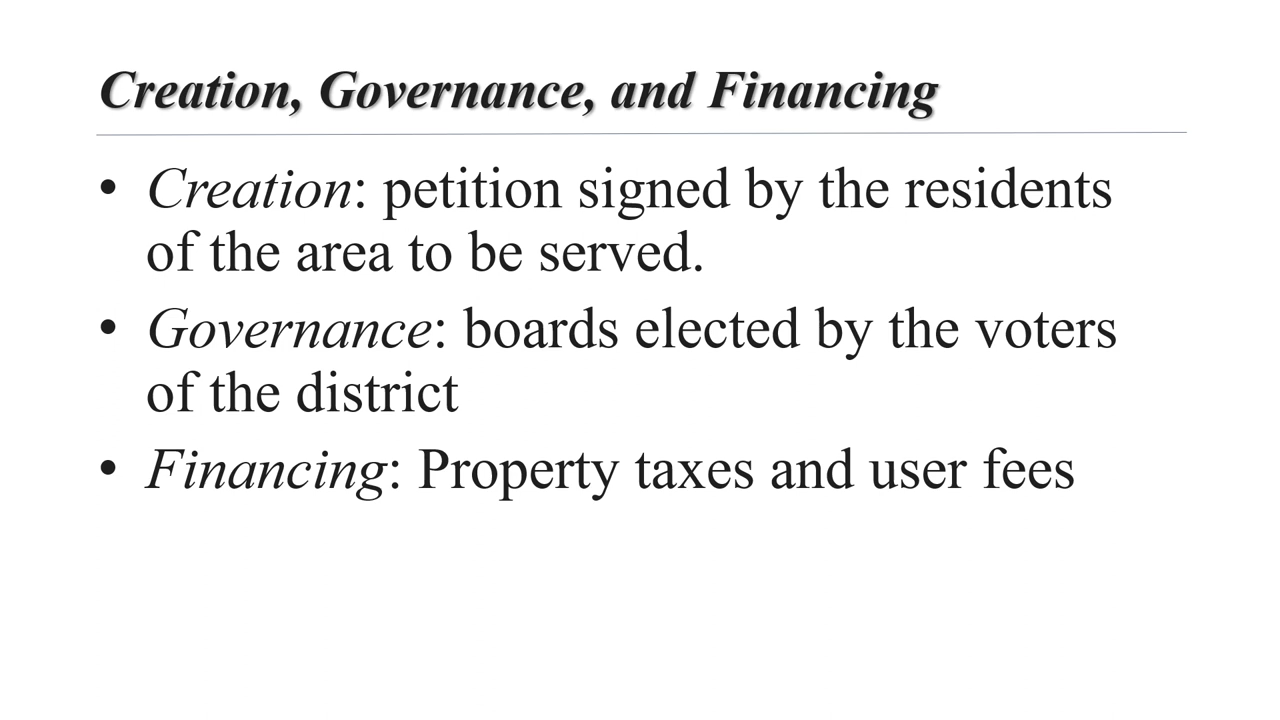 Creation, Governance, and Financing
• Creation: petition signed by the residents
of the area to be served.
• Governance: boards elected by the voters
of the district
• Financing: Property taxes and user fees